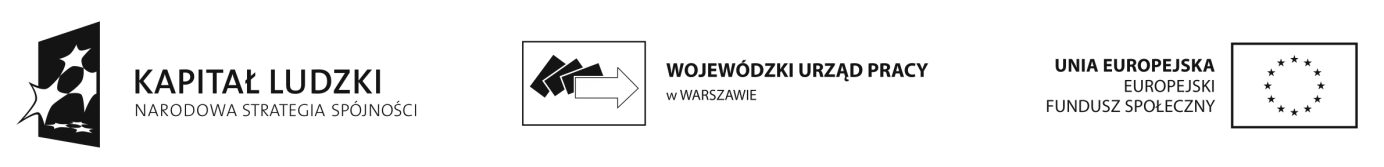 KAPITAŁ LUDZKI
NARODOWA STRATEGIA SPÓJNOŚCI
WOJEWÓDZKI URZĄD PRACY
w WARSZAWIE
UNIA EUROPEJSKA
EUROPEJSKI
FUNDUSZ SPOŁECZNY